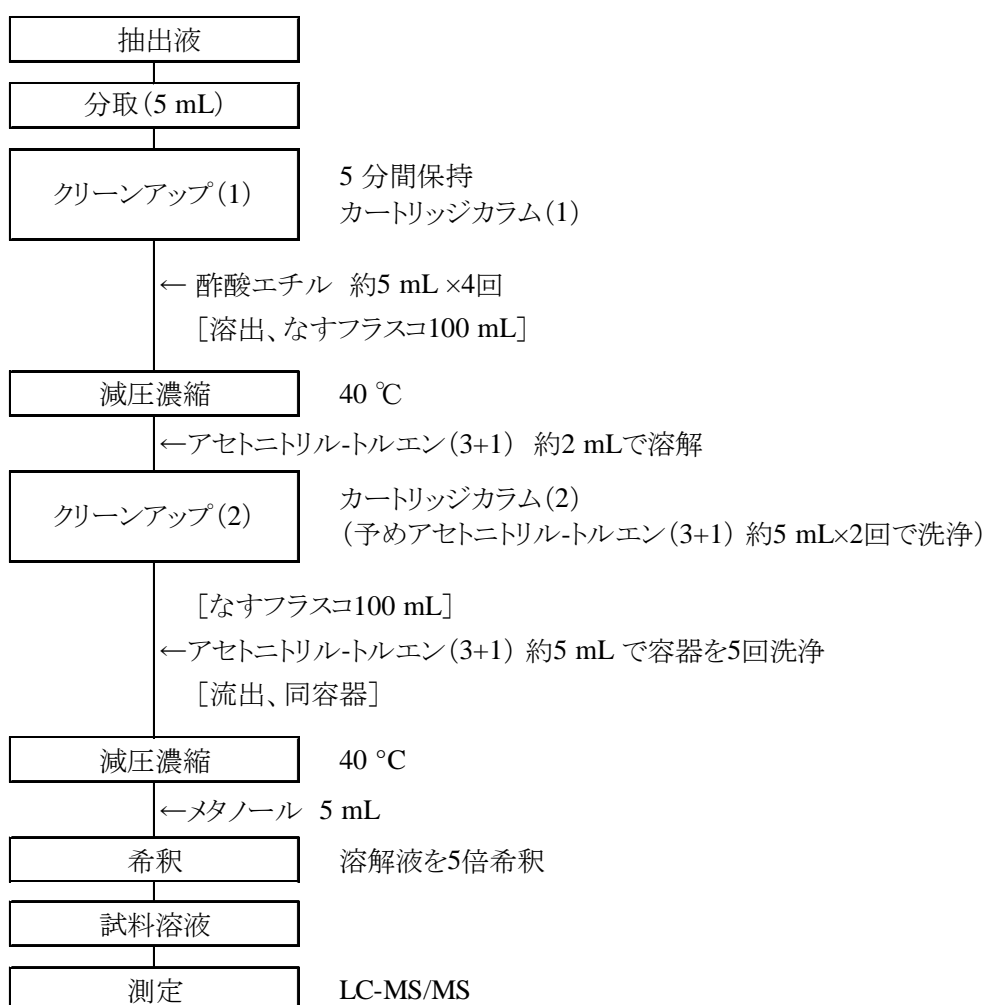 抽出液
分取(5 mL)
クリーンアップ(1)
5 分間保持
カートリッジカラム(1)
← 酢酸エチル 約5 mL ×4回
[溶出、なすフラスコ100 mL]
減圧濃縮 40 ℃
←アセトニトリル-トルエン(3+1) 約2 mLで溶解
クリーンアップ(2)
カートリッジカラム(2)
(予めアセトニトリル-トルエン(3+1) 約5 mL×2回で洗浄)
[なすフラスコ100 mL]
←アセトニトリル-トルエン(3+1) 約5 mL で容器を5回洗浄
[流出、同容器]
減圧濃縮 40 °C
←メタノール 5 mL
希釈 溶解液を5倍希釈
試料溶液
測定 LC-MS/MS